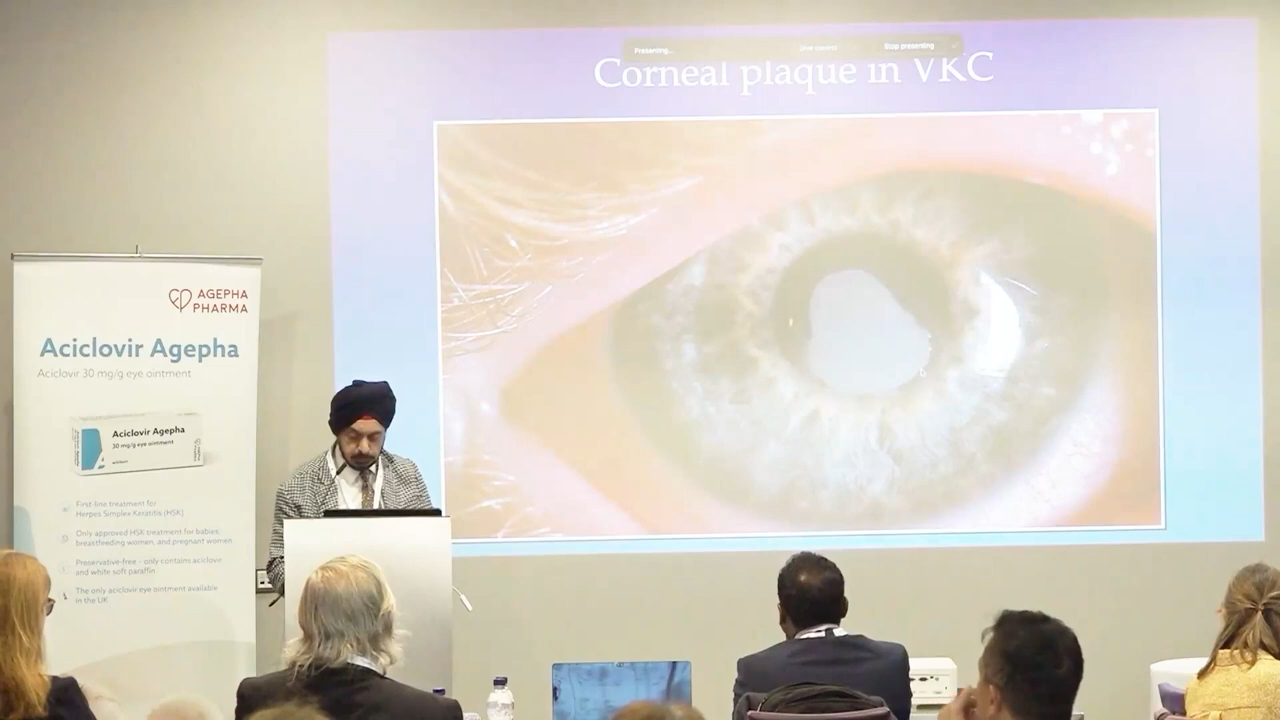 Presenting...
Stop presenting
Corneal plaque in VKC
AGEPHA
PHARMA
Aciclovir Agepha
Aciclovir 30 mg/g eye ointment
Aciclovir Agepha
30 mg/g eye ointment
First line treatment for
Herpes Simplex Keratitis (HSK)
Only approved HSK treatment for babies,
breastfeeding women, and pregnant women
Preservative-free - only contains aciclovir
and white soft paraffin
The only aciclovir eye ointment available
in the UK